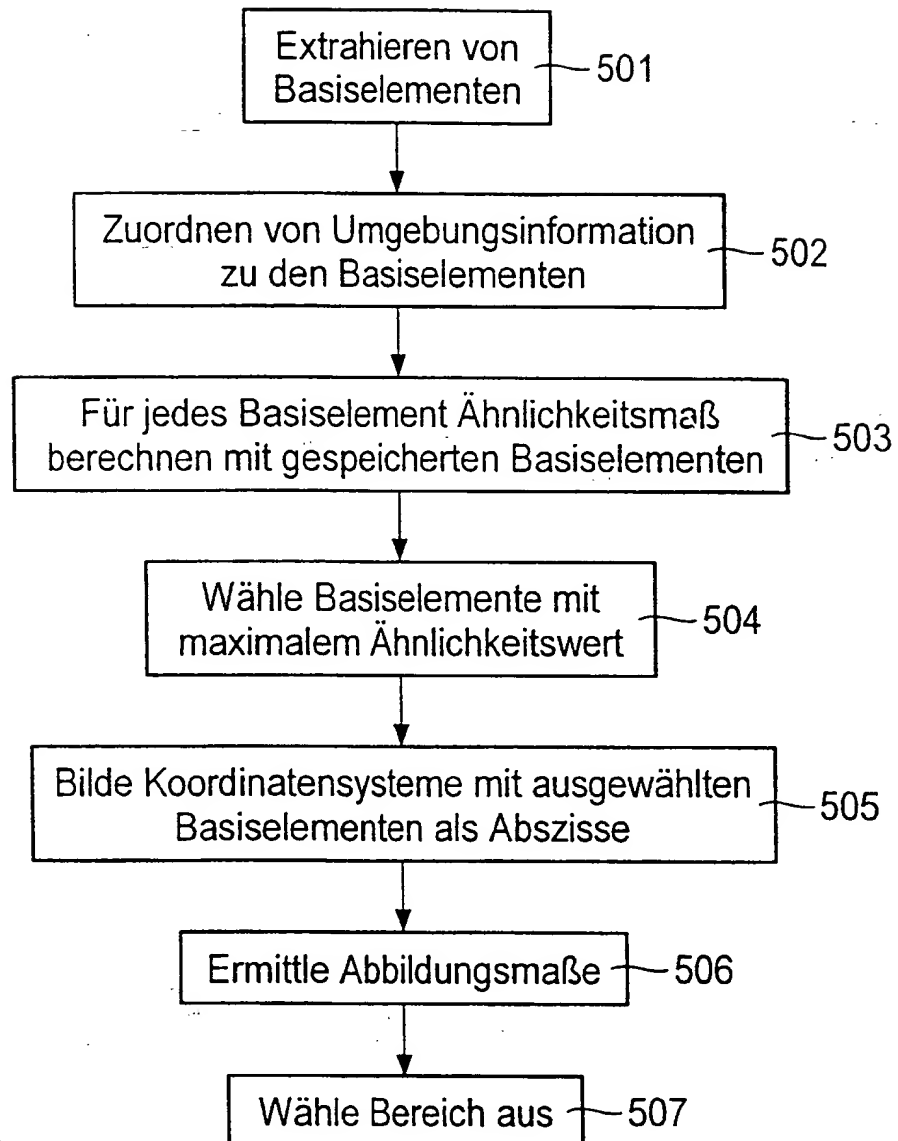 Extrahieren von
Basiselementen
501
Zuordnen von Umgebungsinformation
zu den Basiselementen
502
Für jedes Basiselement Ähnlichkeitsmaß
berechnen mit gespeicherten Basiselementen
503
Wähle Basiselemente mit
maximalem Ähnlichkeitswert
504
Bilde Koordinatensysteme mit ausgewählten
Basiselementen als Abszisse
505
Ermittle Abbildungsmaße
506
Wähle Bereich aus
507